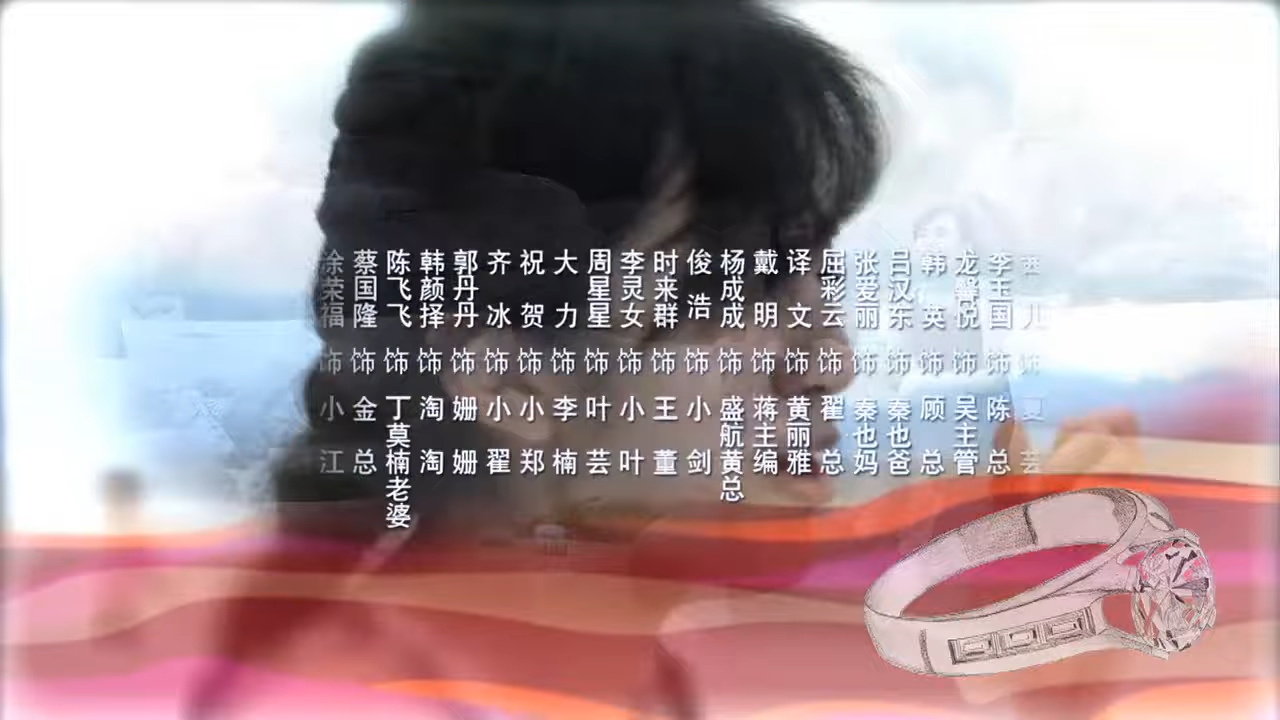 儿 饰 夏芸
李王国 饰 陈总
龙馨悦 饰 吴主管
韩英 饰 顾总
吕汉东 饰 秦也爸
张爱丽 饰 秦也妈
屈彩云 饰 翟总
译文 饰 黄丽雅
戴明 饰 蒋主编
杨成成 饰 盛航黄总
俊浩 饰 小剑
时来群 饰 王董
李灵女 饰 小叶
周星星 饰 叶芸
大力 饰 李楠
祝贺 饰 小郑
齐冰 饰 小翟
郭丹丹 饰 姗姗
韩颜择 饰 淘淘
陈飞飞 饰 丁莫楠老婆
蔡国隆 饰 金总
涂荣福 饰 小江